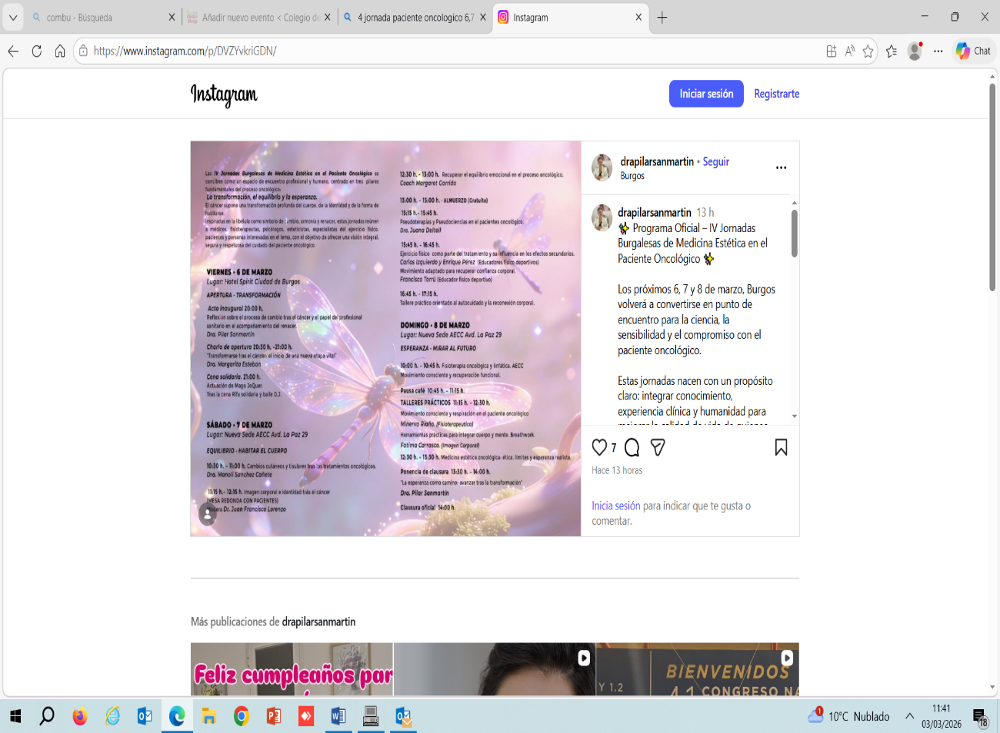 combu - Búsqueda
Añadir nuevo evento < Colegio de
4 jornada paciente oncologico 6,7
Instagram
https://www.instagram.com/p/DVZYvkriGDN/
Chat
Instagram
Iniciar sesión
Registrarte
Las IV Jornadas Burgalesas de Medicina Estética en el Paciente Oncológico se
conciben como un espacio de encuentro profesional y humano, centrado en tres pilares
fundamentales del proceso oncológico:
La transformación, el equilibrio y la esperanza.
El cáncer supone una transformación profunda del cuerpo, de la identidad y de la forma de
habitarse.
Inspiradas en la libélula como símbolo de cambio, armonía y renacer, estas jornadas reúnen
a médicos, fisioterapeutas, psicólogos, esteticistas, especialistas del ejercicio físico,
pacientes y personas interesadas en el tema, con el objetivo de ofrecer una visión integral,
segura y respetuosa del cuidado del paciente oncológico.
VIERNES · 6 DE MARZO
Lugar: Hotel Spirit Ciudad de Burgos
APERTURA · TRANSFORMACIÓN
Acto inaugural 20:00 h.
Reflexión sobre el proceso de cambio tras el cáncer y el papel del profesional
sanitario en el acompañamiento del renacer.
Dra. Pilar Sanmartín
Charla de apertura 20:30 h. -21:00 h.
"Transformarse tras el cáncer: el inicio de una nueva etapa vital"
Dra. Margarita Esteban
Cena solidaria. 21:00 h.
Actuación de Mago JoQuer.
Tras la cena Rifa solidaria y baile D.J.
SÁBADO · 7 DE MARZO
Lugar: Nueva Sede AECC Avd. La Paz 29
EQUILIBRIO · HABITAR EL CUERPO
10:30 h. - 11:00 h. Cambios cutáneos y tisulares tras los tratamientos oncológicos.
Dra. Manoli Sanchez Cañete
11:15 h.- 12:15 h. Imagen corporal e identidad tras el cáncer
(MESA REDONDA CON PACIENTES)
Modera Dr. Juan Francisco Lorenzo
12:30 h. - 13:00 h. Recuperar el equilibrio emocional en el proceso oncológico.
Coach Margaret Garrido
13:00 h. - 15:00 h. · ALMUERZO (Gratuito)
15:15 h.- 15:45 h.
Pseudoterapias y Pseudociencias en el pacientes oncológico.
Dra. Juana Deltell
15:45 h. - 16:45 h.
Ejercicio físico como parte del tratamiento y su influencia en los efectos secundarios.
Carlos Izquierdo y Enrique Pérez (Educadores físico deportivos)
Movimiento adaptado para recuperar confianza corporal.
Francisco Torrú (Educador físico deportivo)
16:45 h. - 17:15 h.
Tallere práctico orientado al autocuidado y la reconexión corporal.
DOMINGO · 8 DE MARZO
Lugar: Nueva Sede AECC Avd. La Paz 29
ESPERANZA · MIRAR AL FUTURO
10:00 h. - 10:45 h. Fisioterapia oncológica y linfática. AECC
Movimiento consciente y recuperación funcional.
Pausa café 10:45 h. - 11:15 h.
TALLERES PRÁCTICOS 11:15 h. - 12:30 h.
Movimiento consciente y respiración en el paciente oncológico
Minerva Riaño. (Fisioterapeutica)
Herramientas prácticas para integrar cuerpo y mente. Breathwork.
Fatima Carrasco. (Imagen Corporal)
12:30 h. - 13:30 h. Medicina estética oncológica: ética, límites y esperanza realista.
Ponencia de clausura 13:30 h. - 14:00 h.
"La esperanza como camino: avanzar tras la transformación"
Dra. Pilar Sanmartín
Clausura oficial 14:00 h.
drapilarsanmartin • Seguir
Burgos
drapilarsanmartin 13 h
✨ Programa Oficial – IV Jornadas
Burgalesas de Medicina Estética en el
Paciente Oncológico ✨
Los próximos 6, 7 y 8 de marzo, Burgos
volverá a convertirse en punto de
encuentro para la ciencia, la
sensibilidad y el compromiso con el
paciente oncológico.
Estas jornadas nacen con un propósito
claro: integrar conocimiento,
experiencia clínica y humanidad para
mejorar la calidad de vida de quienes
7
Hace 13 horas
Inicia sesión para indicar que te gusta o
comentar.
Más publicaciones de drapilarsanmartin
Feliz cumpleaños par
BIENVENIDOS
Y 1.2
41 CONGRESO NA
1
10°C Nublado
11:41
03/03/2026
18